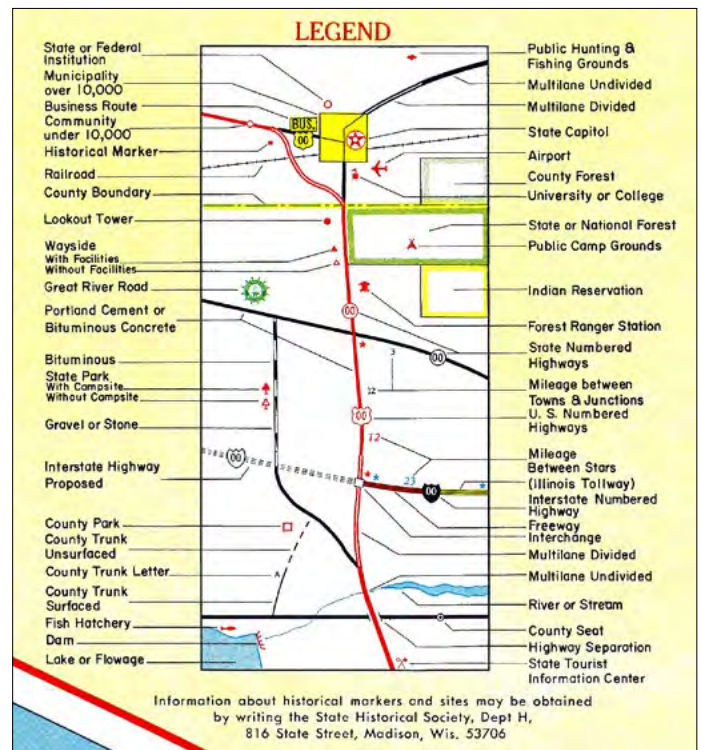 LEGEND
State or Federal
Institution
Municipality
over 10,000
Business Route
Community
under 10,000
Historical Marker
Railroad
County Boundary
Lookout Tower
Wayside
With Facilities
Without Facilities
Great River Road
Portland Cement or
Bituminous Concrete
Bituminous
State Park
With Campsite
Without Campsite
Gravel or Stone
Interstate Highway
Proposed
County Park
County Trunk
Unsurfaced
County Trunk Letter
County Trunk
Surfaced
Fish Hatchery
Dam
Lake or Flowage
BUS.
00
00
00
3
12
00
12
00
23
00
A
Public Hunting &
Fishing Grounds
Multilane Undivided
Multilane Divided
State Capitol
Airport
County Forest
University or College
State or National Forest
Public Camp Grounds
Indian Reservation
Forest Ranger Station
State Numbered
Highways
Mileage between
Towns & Junctions
U. S. Numbered
Highways
Mileage
Between Stars
(Illinois Tollway)
Interstate Numbered
Highway
Freeway
Interchange
Multilane Divided
Multilane Undivided
River or Stream
County Seat
Highway Separation
State Tourist
Information Center
Information about historical markers and sites may be obtained
by writing the State Historical Society, Dept H,
816 State Street, Madison, Wis. 53706